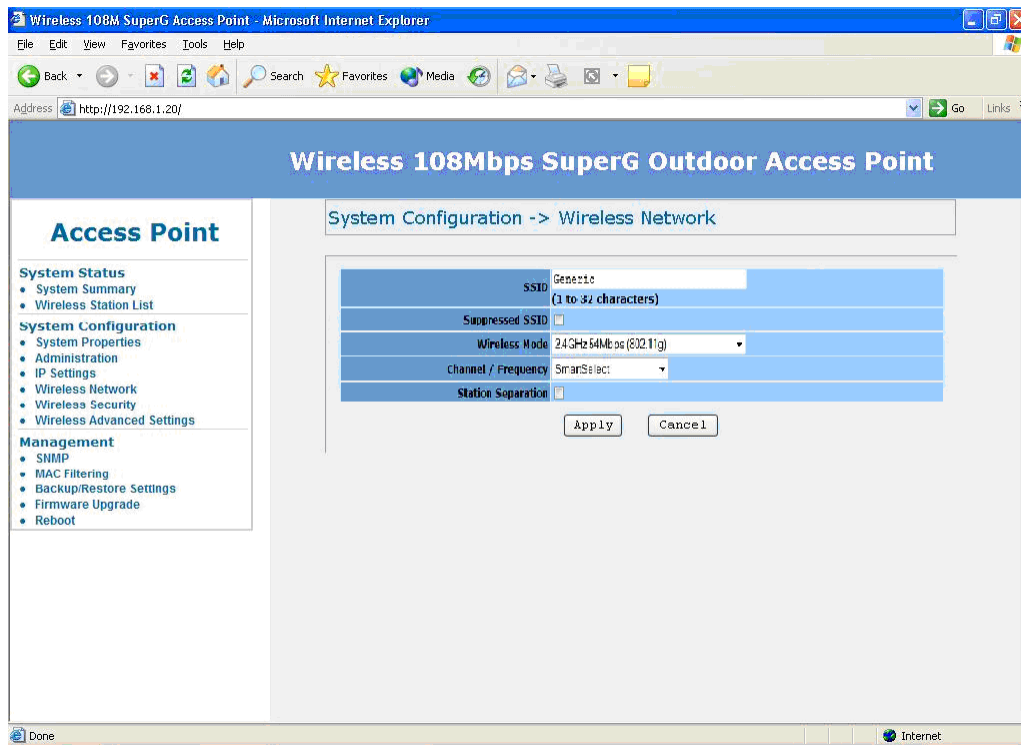 Wireless 108M SuperG Access Point - Microsoft Internet Explorer
File Edit View Favorites Tools Help
Back Search Favorites Media
Address http://192.168.1.20/ Go Links
Wireless 108Mbps SuperG Outdoor Access Point
Access Point
System Status
System Summary
Wireless Station List
System Configuration
System Properties
Administration
IP Settings
Wireless Network
Wireless Security
Wireless Advanced Settings
Management
SNMP
MAC Filtering
Backup/Restore Settings
Firmware Upgrade
Reboot
System Configuration -> Wireless Network
SSID Generic
(1 to 32 characters)
Suppressed SSID
Wireless Mode 2.4GHz 54Mbps (802.11g)
Channel / Frequency SmartSelect
Station Separation
Apply Cancel
Done Internet